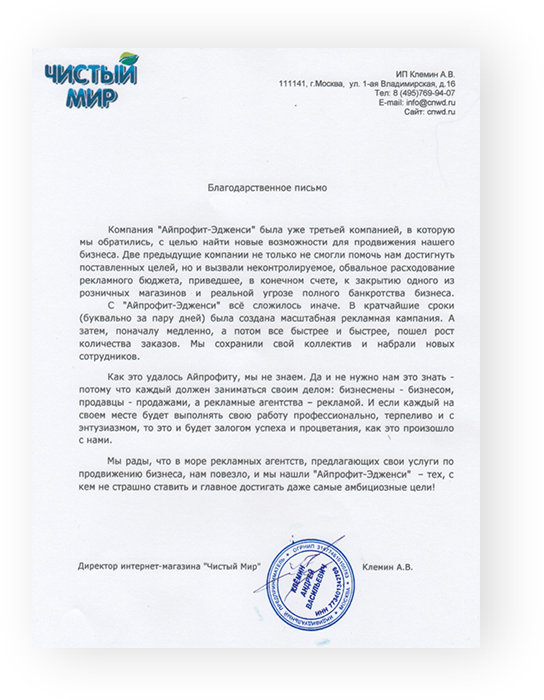 ЧИСТЫЙ
МИР
ИП Клемин А.В.
111141, г.Москва, ул. 1-ая Владимирская, д.16
Тел: 8 (495)769-94-07
E-mail: info@cnwd.ru
Сайт: cnwd.ru
Благодарственное письмо
Компания "Айпрофит-Эдженси" была уже третьей компанией, в которую
мы обратились, с целью найти новые возможности для продвижения нашего
бизнеса. Две предыдущие компании не только не смогли помочь нам достигнуть
поставленных целей, но и вызвали неконтролируемое, обвальное расходование
рекламного бюджета, приведшее, в конечном счете, к закрытию одного из
розничных магазинов и реальной угрозе полного банкротства бизнеса.
С "Айпрофит-Эдженси" всё сложилось иначе. В кратчайшие сроки
(буквально за пару дней) была создана масштабная рекламная кампания. А
затем, поначалу медленно, а потом все быстрее и быстрее, пошел рост
количества заказов. Мы сохранили свой коллектив и набрали новых
сотрудников.
Как это удалось Айпрофиту, мы не знаем. Да и не нужно нам это знать -
потому что каждый должен заниматься своим делом: бизнесмены - бизнесом,
продавцы - продажами, а рекламные агентства – рекламой. И если каждый на
своем месте будет выполнять свою работу профессионально, терпеливо и с
энтузиазмом, то это и будет залогом успеха и процветания, как это произошло
с нами.
Мы рады, что в море рекламных агентств, предлагающих свои услуги по
продвижению бизнеса, нам повезло, и мы нашли "Айпрофит-Эдженси" – тех, с
кем не страшно ставить и главное достигать даже самые амбициозные цели!
Директор интернет-магазина "Чистый Мир"
Клемин А.В.
КЛЕМИН
АНДРЕЙ
ВАСИЛЬЕВИЧ
ИНДИВИДУАЛЬНЫЙ ПРЕДПРИНИМАТЕЛЬ
ОГРНИП
МОСКВА
ИНН